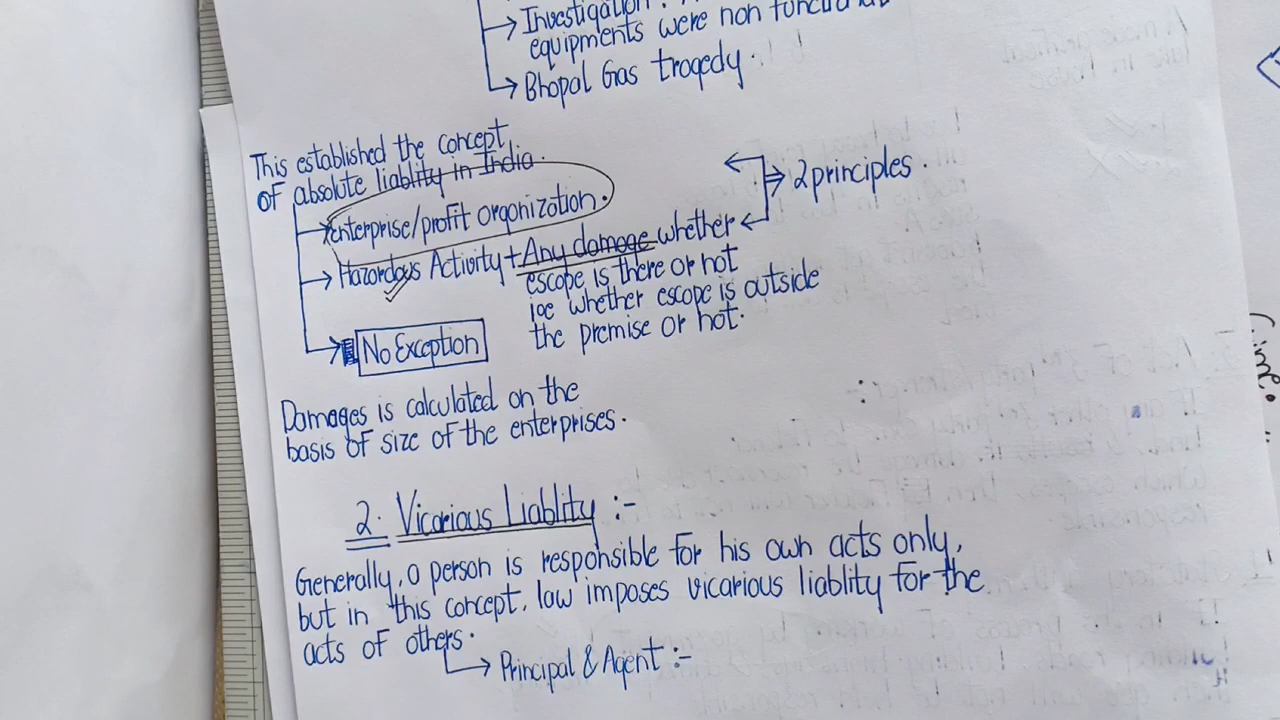 Investigation :
equipments were non functional
Bhopal Gas tragedy.
This established the concept
of absolute liablity in India.
enterprise/profit organization.
2 principles.
Hazardous Activity + Any damage whether
escape is there or not
ioe whether escape is outside
the premise or not.
No Exception
Damages is calculated on the
basis of size of the enterprises.
2. Vicarious Liablity :-
Generally, a person is responsible for his own acts only,
but in this concept, law imposes vicarious liablity for the
acts of others.
Principal & Agent :-